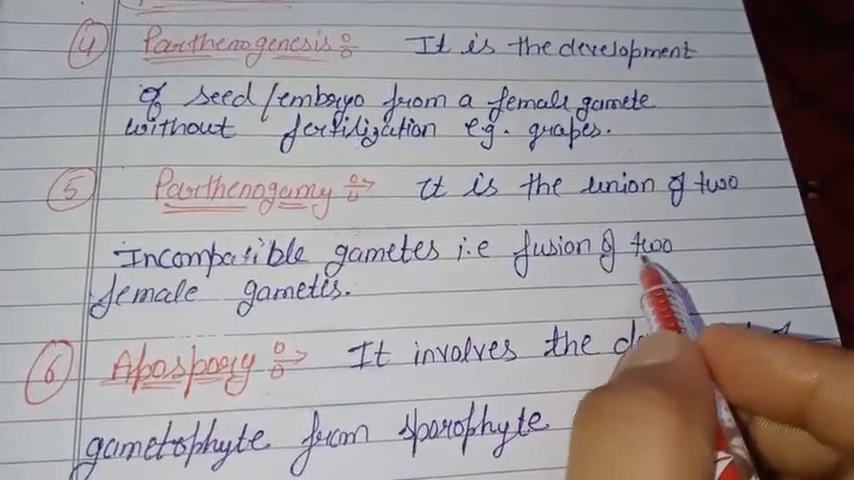 ④ Parthenogenesis :- It is the development
of seed/embryo from a female gamete
without fertilization e.g. grapes.
⑤ Parthenogamy :-> It is the union of two
Incompatible gametes i.e fusion of two
female gametes.
⑥ Apospory :-> It involves the
gametophyte from sporophyte